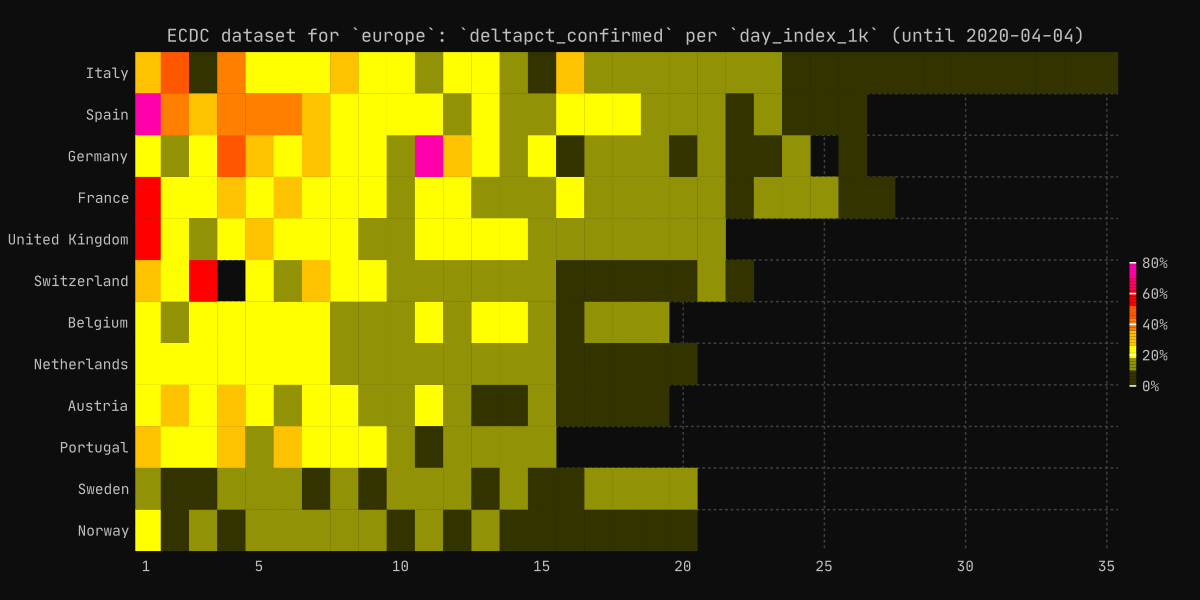 ECDC dataset for `europe`: `deltapct_confirmed` per `day_index_1k` (until 2020-04-04)
Italy
Spain
Germany
France
United Kingdom
Switzerland
Belgium
Netherlands
Austria
Portugal
Sweden
Norway
1 5 10 15 20 25 30 35
80%
60%
40%
20%
0%